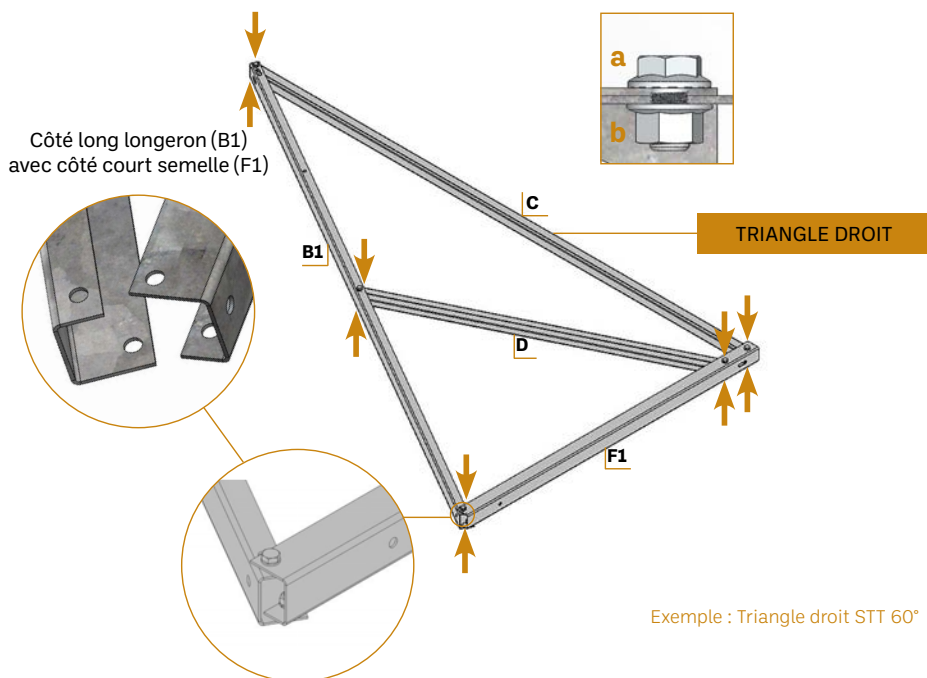 a
b
Côté long longeron (B1)
avec côté court semelle (F1)
C
TRIANGLE DROIT
B1
D
F1
Exemple : Triangle droit STT 60°